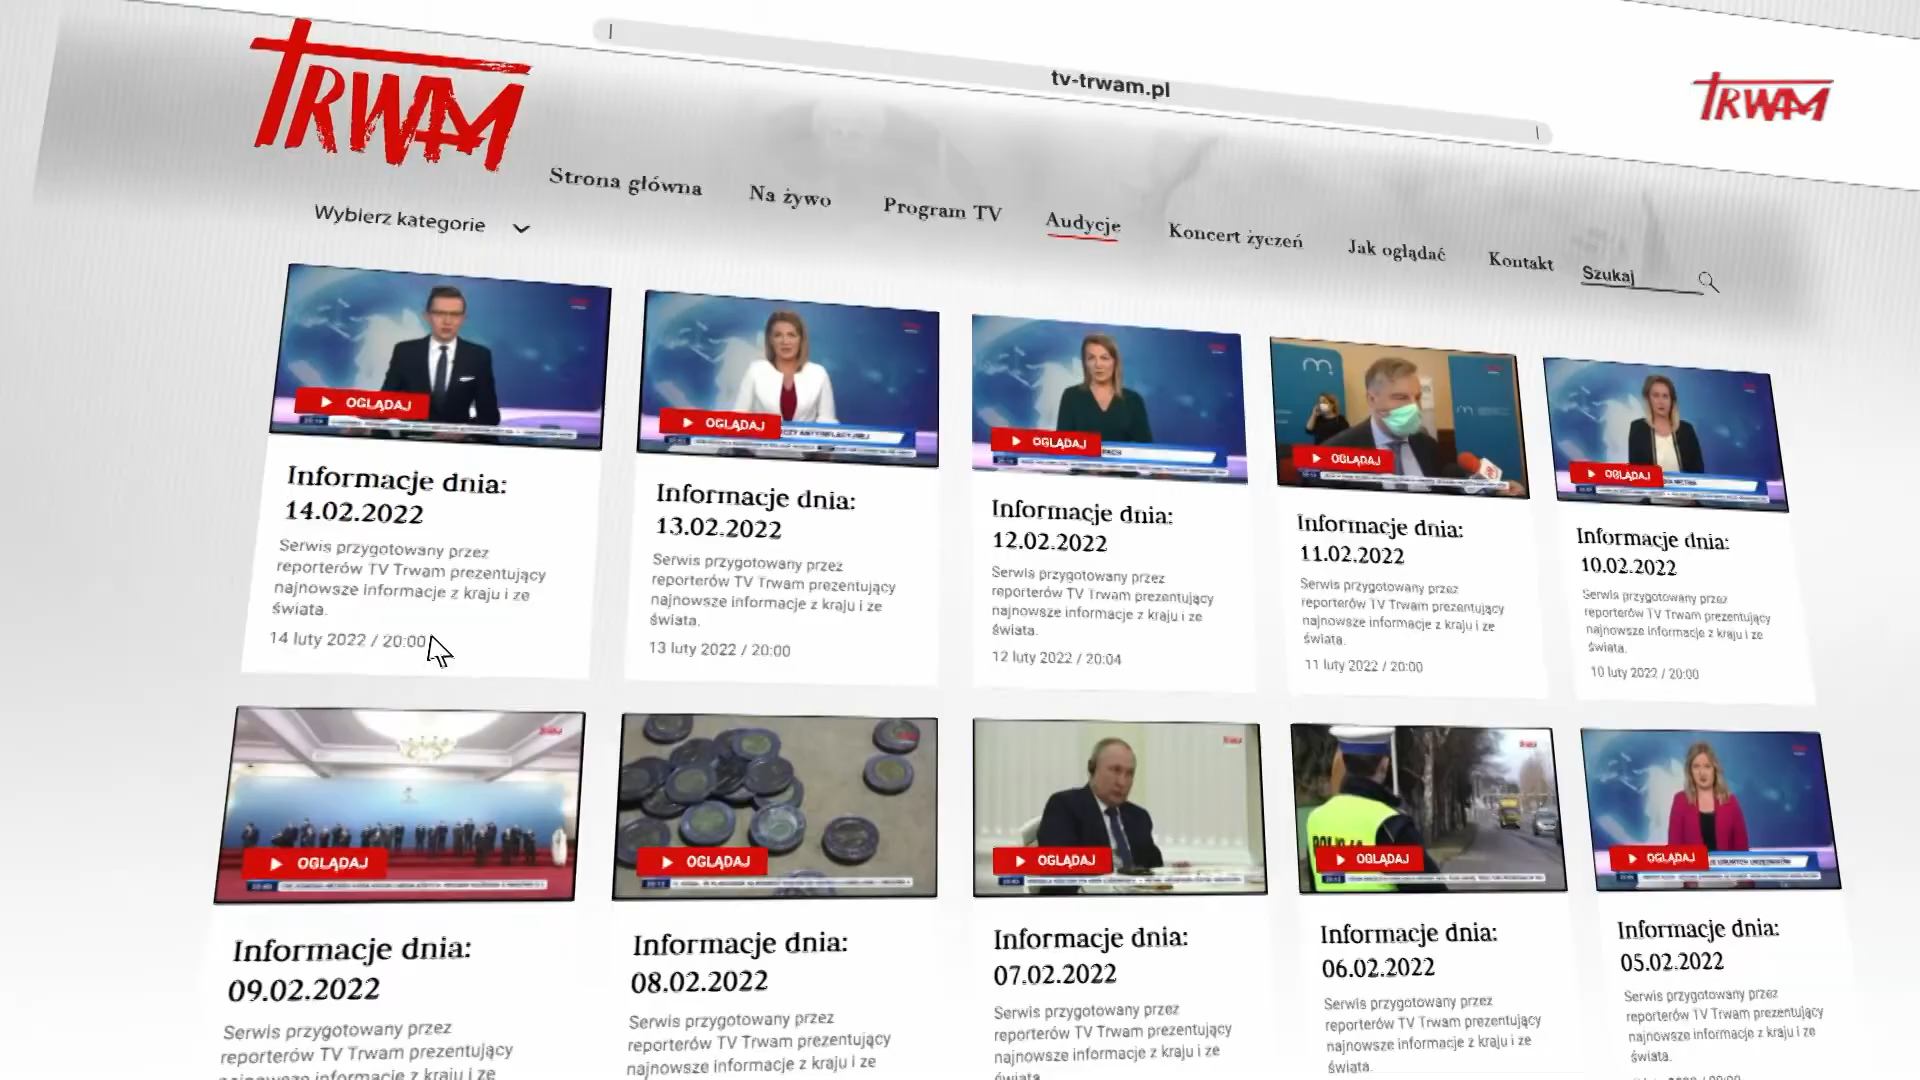 tv-trwam.pl
TRWAM
TRWAM
Strona główna
Na żywo
Program TV
Audycje
Koncert życzeń
Jak oglądać
Kontakt
Szukaj
Wybierz kategorie
OGLĄDAJ
Informacje dnia:
14.02.2022
Serwis przygotowany przez
reporterów TV Trwam prezentujący
najnowsze informacje z kraju i ze
świata.
14 luty 2022 / 20:00
OGLĄDAJ
Informacje dnia:
13.02.2022
Serwis przygotowany przez
reporterów TV Trwam prezentujący
najnowsze informacje z kraju i ze
świata.
13 luty 2022 / 20:00
OGLĄDAJ
Informacje dnia:
12.02.2022
Serwis przygotowany przez
reporterów TV Trwam prezentujący
najnowsze informacje z kraju i ze
świata.
12 luty 2022 / 20:04
OGLĄDAJ
Informacje dnia:
11.02.2022
Serwis przygotowany przez
reporterów TV Trwam prezentujący
najnowsze informacje z kraju i ze
świata.
11 luty 2022 / 20:00
OGLĄDAJ
Informacje dnia:
10.02.2022
Serwis przygotowany przez
reporterów TV Trwam prezentujący
najnowsze informacje z kraju i ze
świata.
10 luty 2022 / 20:00
OGLĄDAJ
Informacje dnia:
09.02.2022
Serwis przygotowany przez
reporterów TV Trwam prezentujący
najnowsze informacje z kraju i ze
OGLĄDAJ
Informacje dnia:
08.02.2022
Serwis przygotowany przez
reporterów TV Trwam prezentujący
najnowsze informacje z kraju i ze
OGLĄDAJ
Informacje dnia:
07.02.2022
Serwis przygotowany przez
reporterów TV Trwam prezentujący
najnowsze informacje z kraju i ze
świata.
OGLĄDAJ
Informacje dnia:
06.02.2022
Serwis przygotowany przez
reporterów TV Trwam prezentujący
najnowsze informacje z kraju i ze
świata.
OGLĄDAJ
Informacje dnia:
05.02.2022
Serwis przygotowany przez
reporterów TV Trwam prezentujący
najnowsze informacje z kraju i ze
świata.